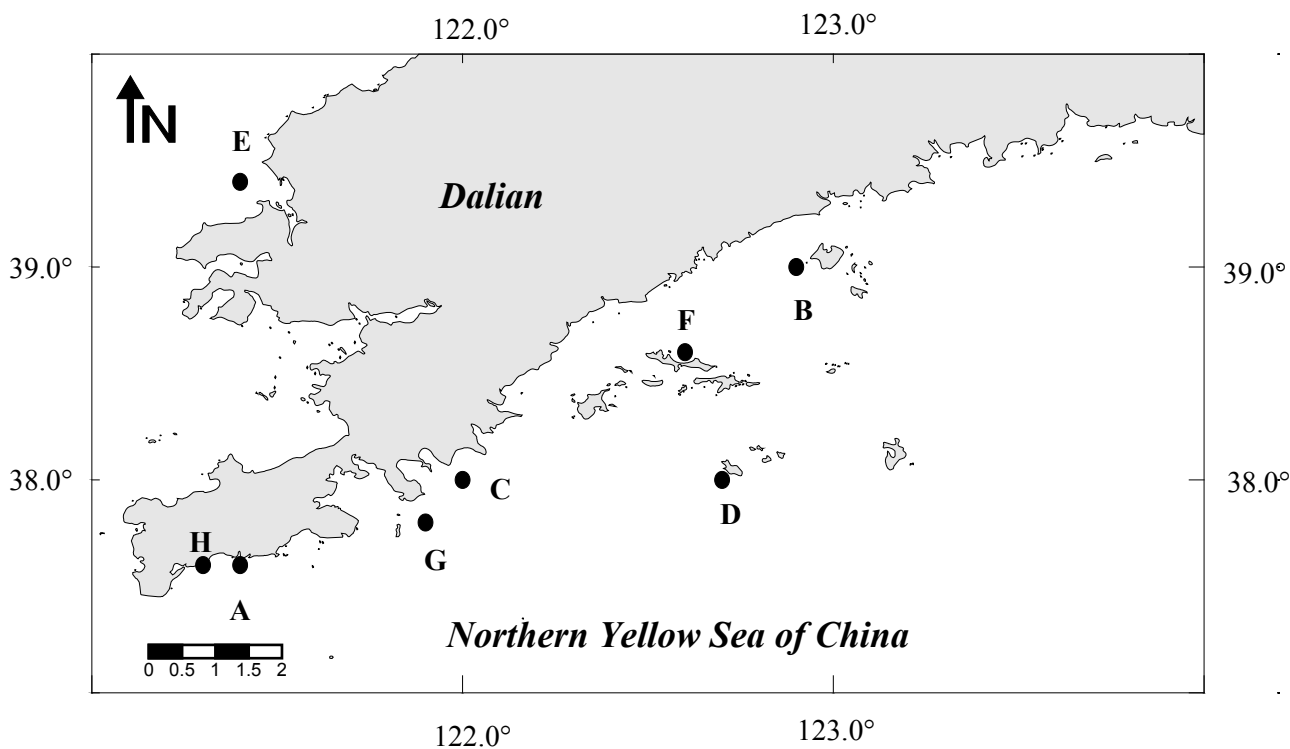 122.0°
123.0°
N
E
Dalian
39.0°
39.0°
B
F
38.0°
C
38.0°
D
H
G
A
Northern Yellow Sea of China
0 0.5 1 1.5 2
122.0°
123.0°